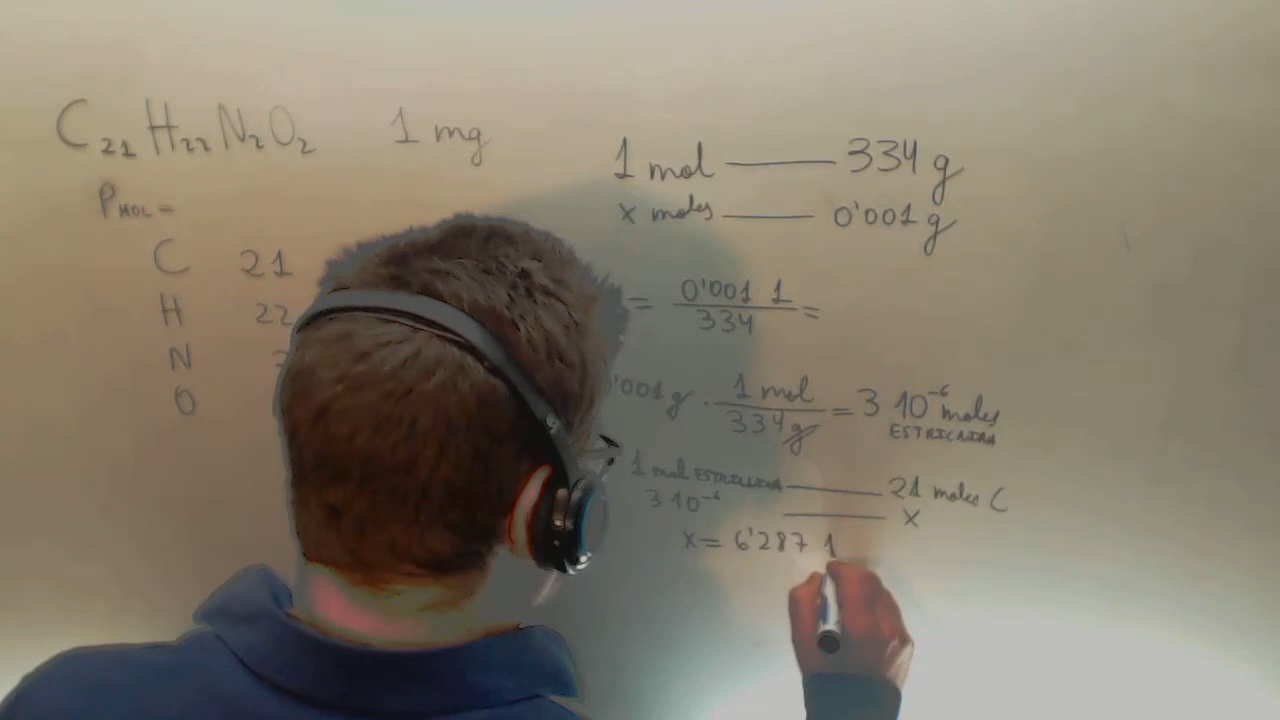 C₂₁H₂₂N₂O₂ 1 mg
P MOL =
C 21
H 22
N
O
1 mol —— 334 g
x moles —— 0'001 g
= 0'001 1 / 334 =
0'001 g · 1 mol / 334 g = 3 10⁻⁶ moles
ESTRICNINA
1 mol ESTRICNINA —— 21 moles C
3 10⁻⁶ —— x
x = 6'287 1